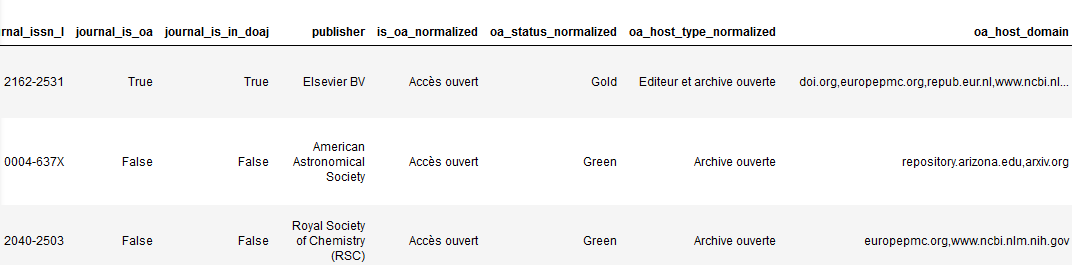 rnal_issn_l journal_is_oa journal_is_in_doaj publisher is_oa_normalized oa_status_normalized oa_host_type_normalized oa_host_domain
2162-2531 True True Elsevier BV Accès ouvert Gold Editeur et archive ouverte doi.org,europepmc.org,repub.eur.nl,www.ncbi.nl...
American
0004-637X False False Astronomical Accès ouvert Green Archive ouverte repository.arizona.edu,arxiv.org
Society
Royal Society
2040-2503 False False of Chemistry Accès ouvert Green Archive ouverte europepmc.org,www.ncbi.nlm.nih.gov
(RSC)